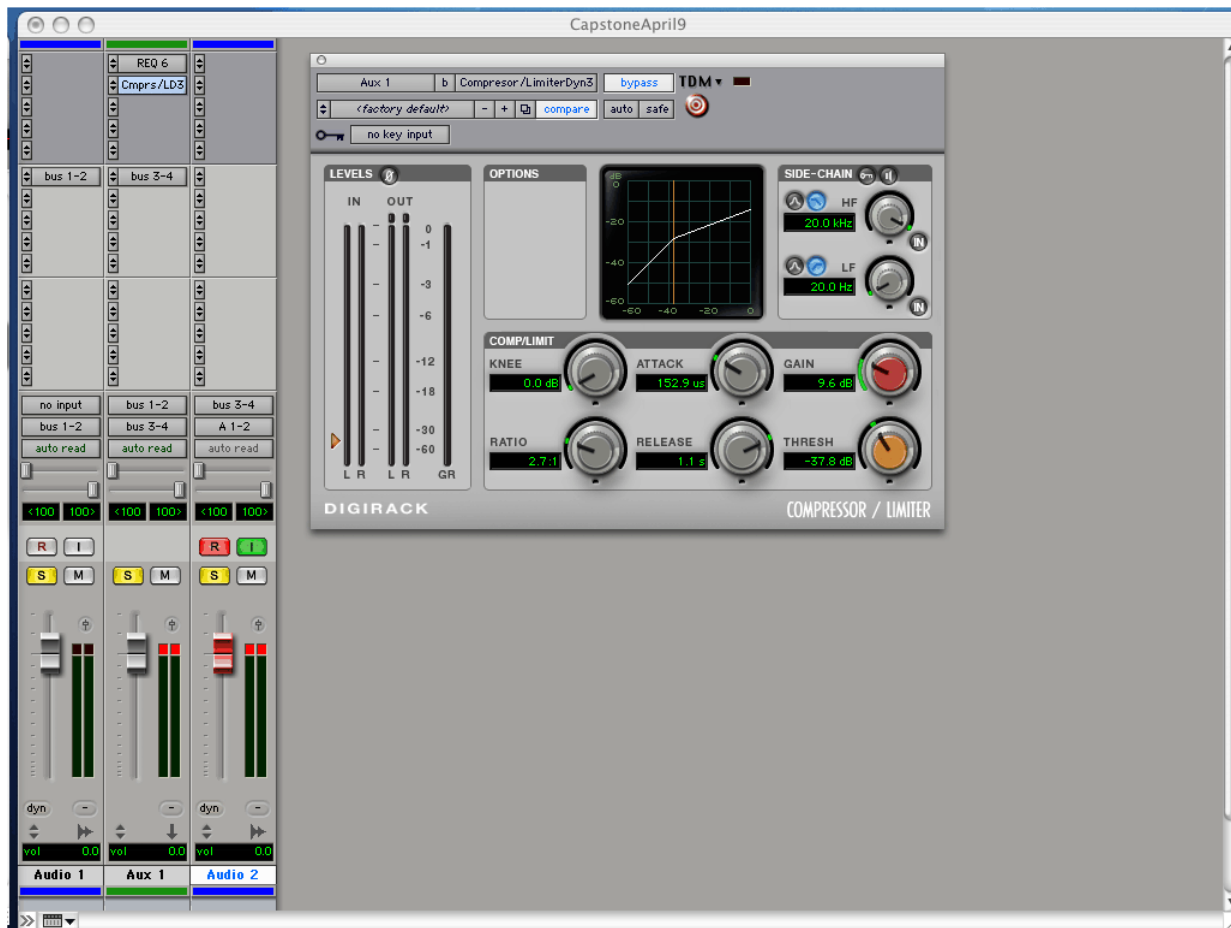 CapstoneApril9
REQ 6
Cmprs/LD3
bus 1-2 bus 3-4
no input bus 1-2 bus 3-4
bus 1-2 bus 3-4 A 1-2
auto read auto read auto read
<100 100> <100 100> <100 100>
R I R I
S M S M S M
dyn - - dyn -
vol 0.0 vol 0.0 vol 0.0
Audio 1 Aux 1 Audio 2
Aux 1 b Compresor/LimiterDyn3 bypass TDM
<factory default> - + compare auto safe
no key input
LEVELS Ø
IN OUT
0
-1
-3
-6
-12
-18
-30
-60
L R L R GR
OPTIONS
dB
0
-20
-40
-60
-60 -40 -20 0
SIDE-CHAIN
HF
20.0 kHz
IN
LF
20.0 Hz
IN
COMP/LIMIT
KNEE ATTACK GAIN
0.0 dB 152.9 us 9.6 dB
RATIO RELEASE THRESH
2.7:1 1.1 s -37.8 dB
DIGIRACK COMPRESSOR / LIMITER